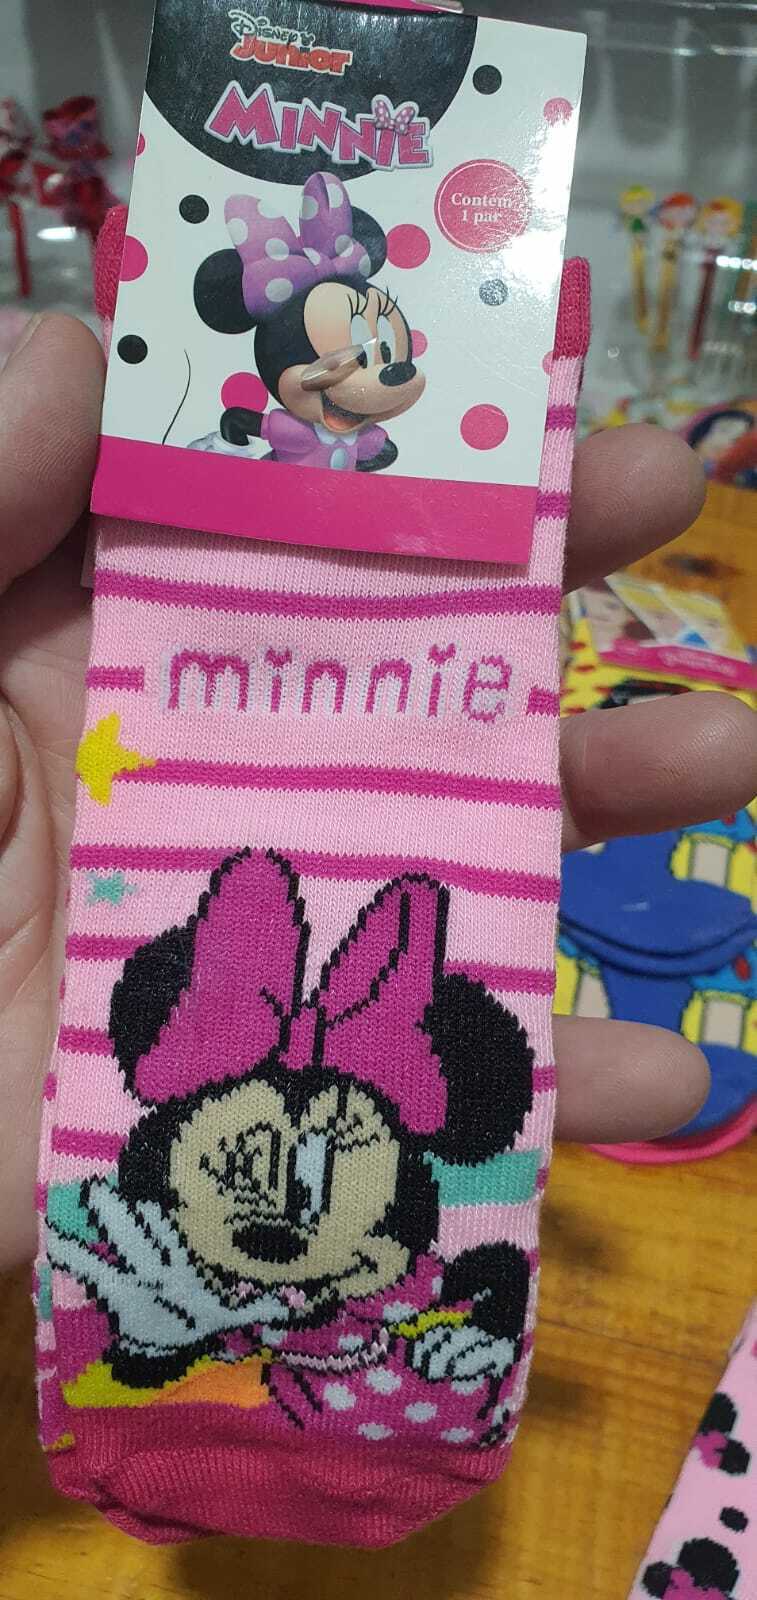 Disney
Junior
MINNIE
Contém
1 par
minnie